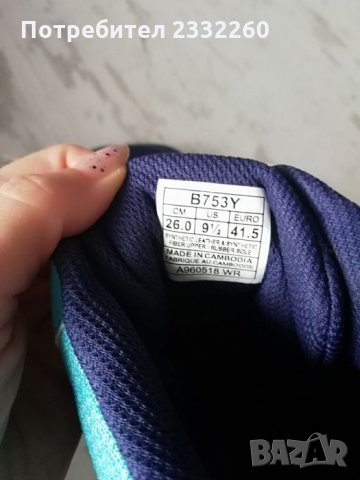 Потребител 2332260
B753Y
CM US EURO
26.0 9½ 41.5
SYNTHETIC LEATHER & SYNTHETIC
FIBER UPPER / RUBBER SOLE
MADE IN CAMBODIA
FABRIQUE AU CAMBODGE
A960518 WR
BAZAR